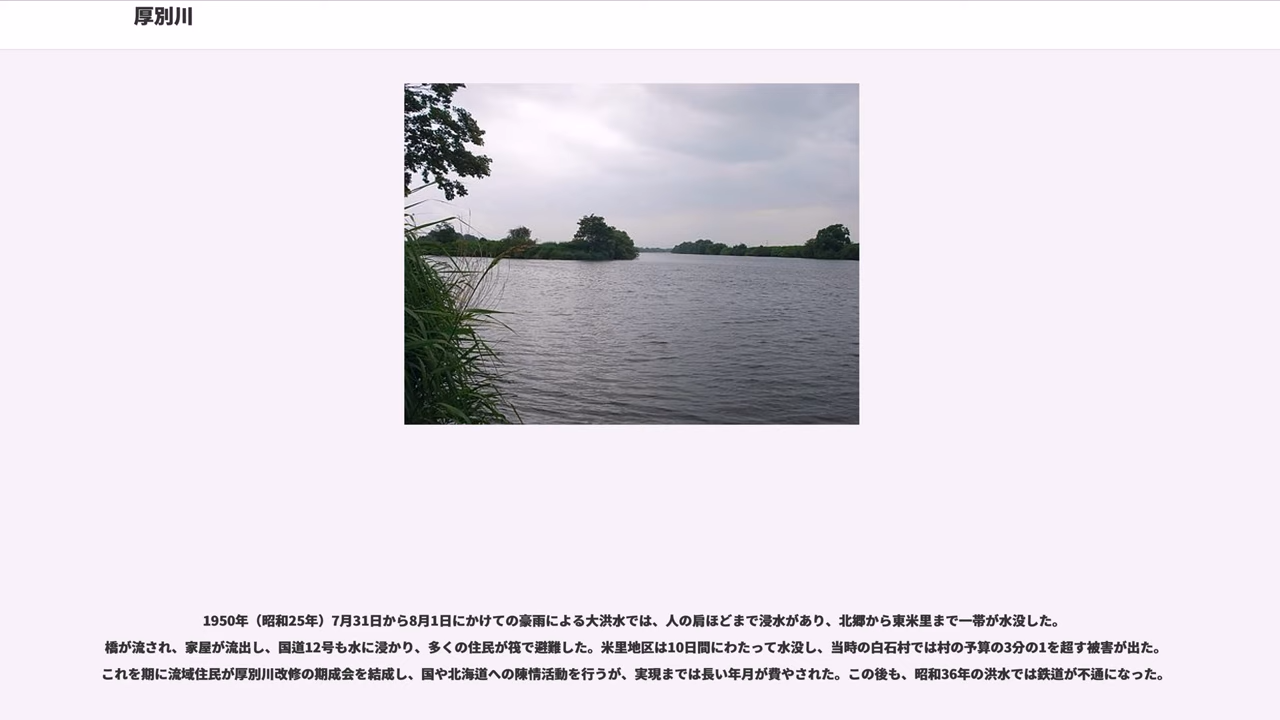 厚別川
1950年（昭和25年）7月31日から8月1日にかけての豪雨による大洪水では、人の肩ほどまで浸水があり、北郷から東米里まで一帯が水没した。
橋が流され、家屋が流出し、国道12号も水に浸かり、多くの住民が筏で避難した。米里地区は10日間にわたって水没し、当時の白石村では村の予算の3分の1を超す被害が出た。
これを期に流域住民が厚別川改修の期成会を結成し、国や北海道への陳情活動を行うが、実現までは長い年月が費やされた。この後も、昭和36年の洪水では鉄道が不通になった。